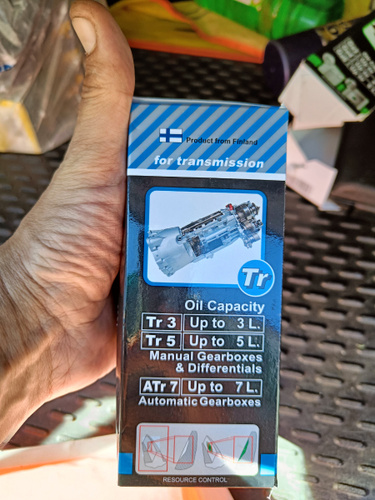 Product from Finland
for transmission
Tr
Oil Capacity
Tr 3 Up to 3 L.
Tr 5 Up to 5 L.
Manual Gearboxes
& Differentials
ATr 7 Up to 7 L.
Automatic Gearboxes
RESOURCE CONTROL